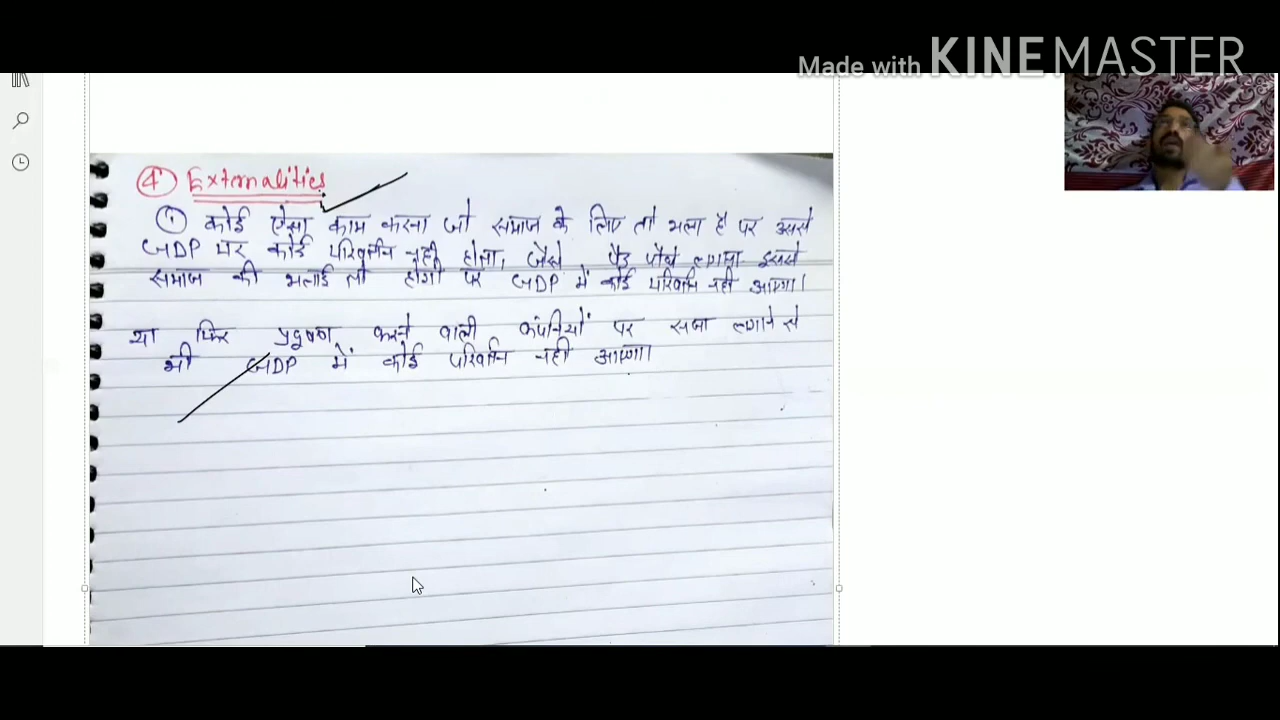 Made with KINEMASTER
④ Externalities
① कोई ऐसा काम करना जो समाज के लिए तो भला है पर उससे
GDP पर कोई परिवर्तन नही होता, जैसे पेड़ पौधे लगाना इससे
समाज की भलाई तो होगी पर GDP में कोई परिवर्तन नही आएगा।
या फिर प्रदूषण करने वाली कंपनियों पर सजा लगाने से
भी GDP में कोई परिवर्तन नही आएगा।